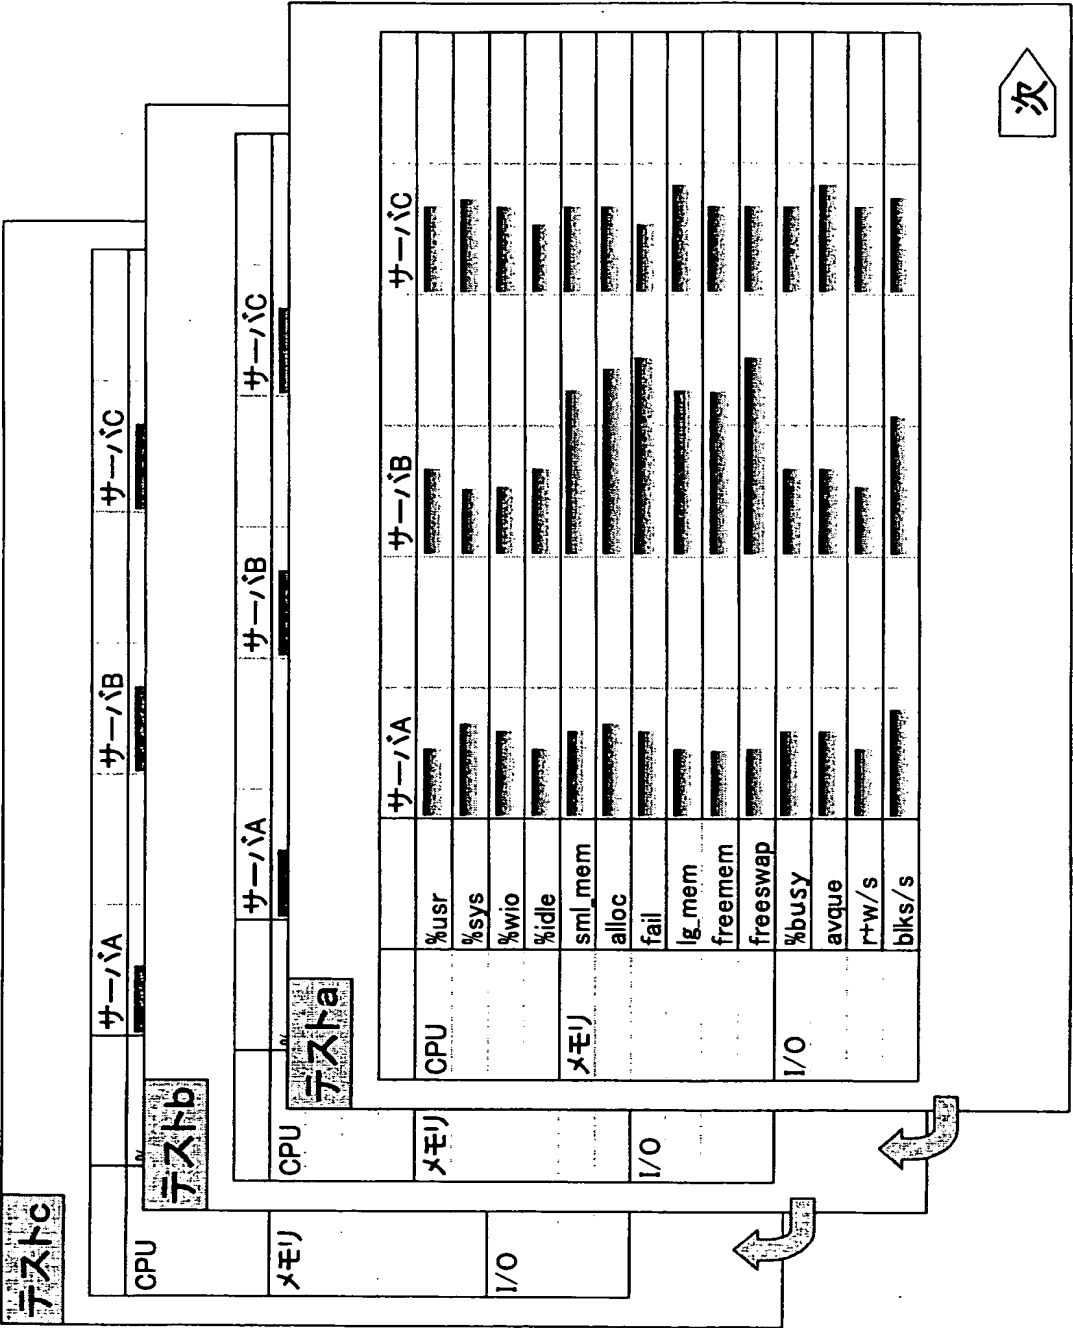 テストc
サーバA サーバB サーバC
CPU
メモリ
I/O
テストb
サーバA サーバB サーバC
CPU
メモリ
I/O
テストa
サーバA サーバB サーバC
CPU %usr
%sys
%wio
%idle
メモリ sml_mem
alloc
fail
lg_mem
freemem
freeswap
I/O %busy
avque
r+w/s
blks/s
次